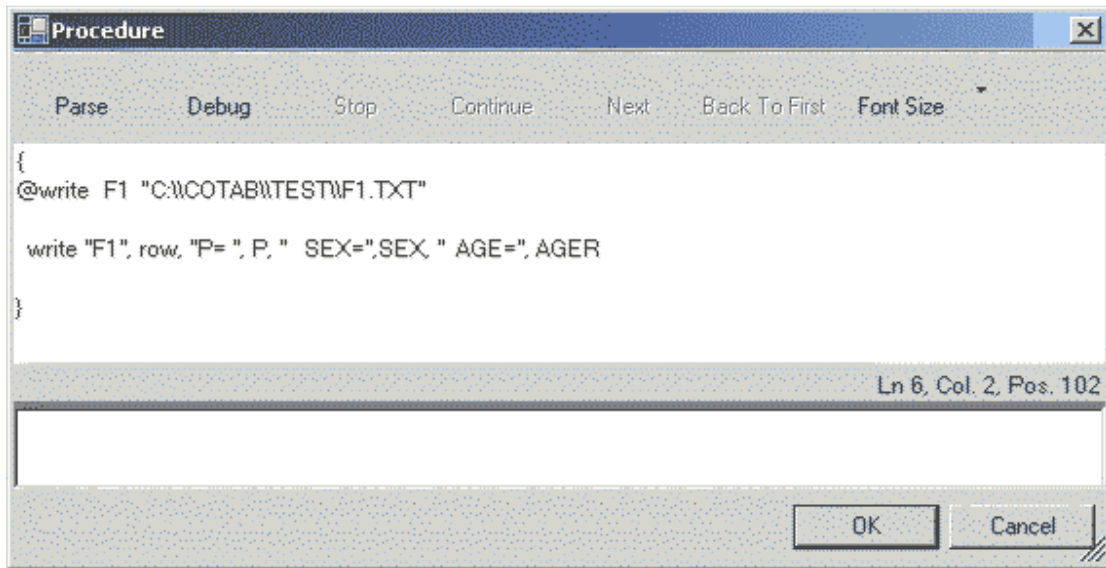 Procedure
Parse Debug Stop Continue Next Back To First Font Size
{
@write F1 "C:\\COTAB\\TEST\\F1.TXT"
write "F1", row, "P= ", P, " SEX=",SEX, " AGE=", AGER
}
Ln 6, Col. 2, Pos. 102
OK Cancel